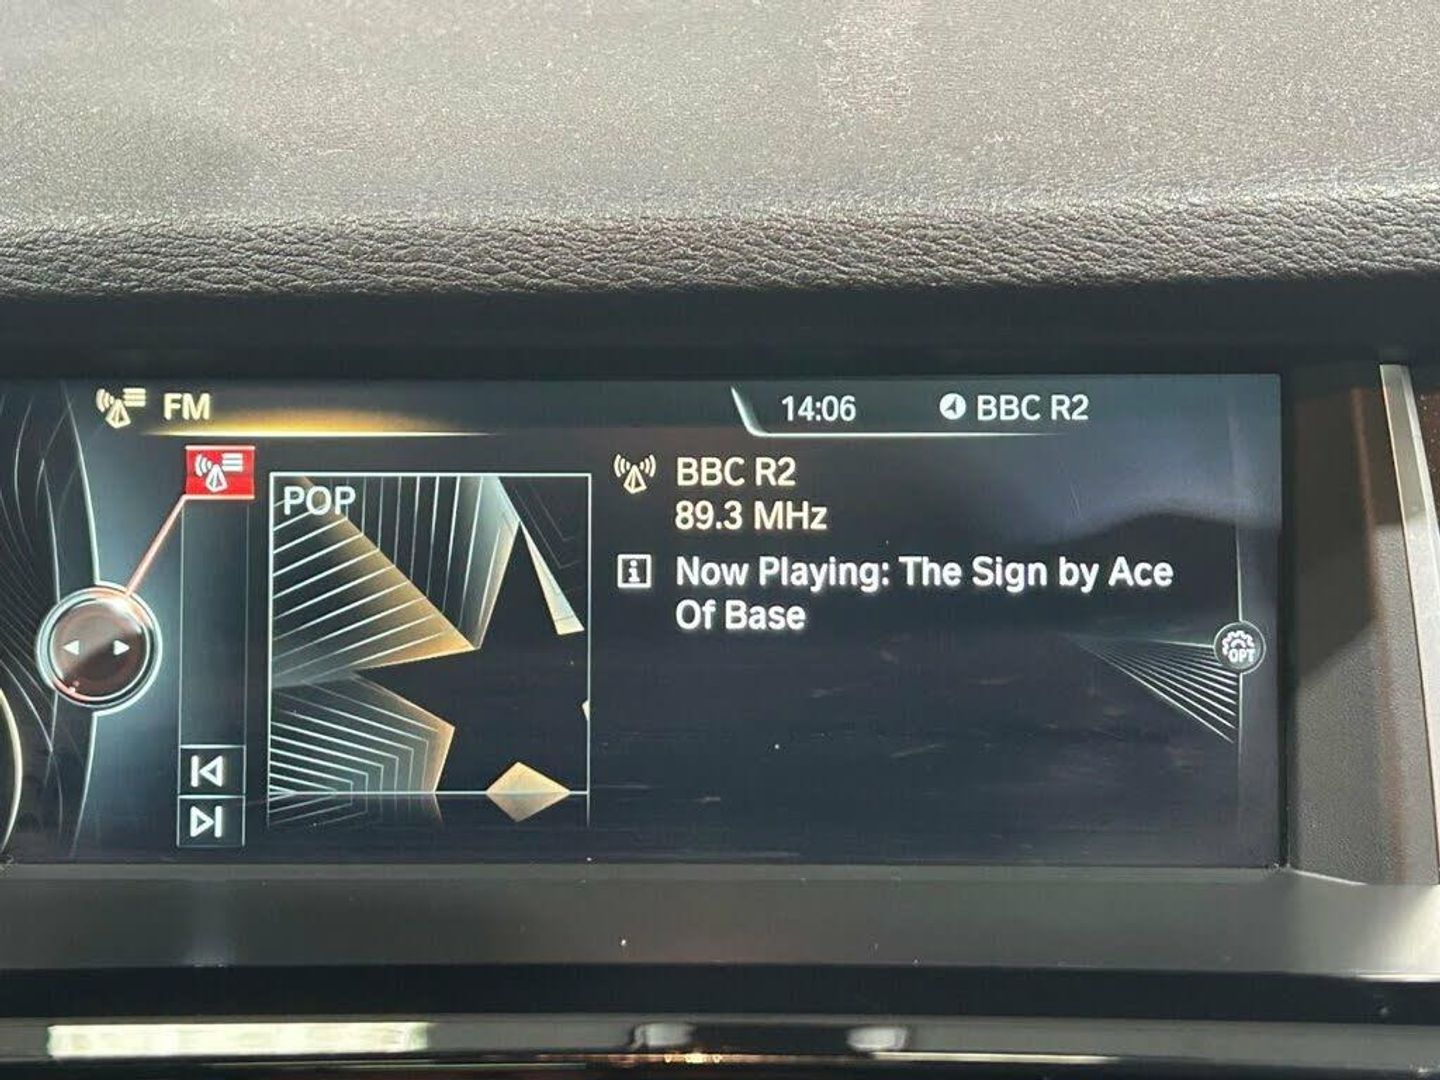 FM
14:06
BBC R2
POP
BBC R2
89.3 MHz
i
Now Playing: The Sign by Ace
Of Base
OPT